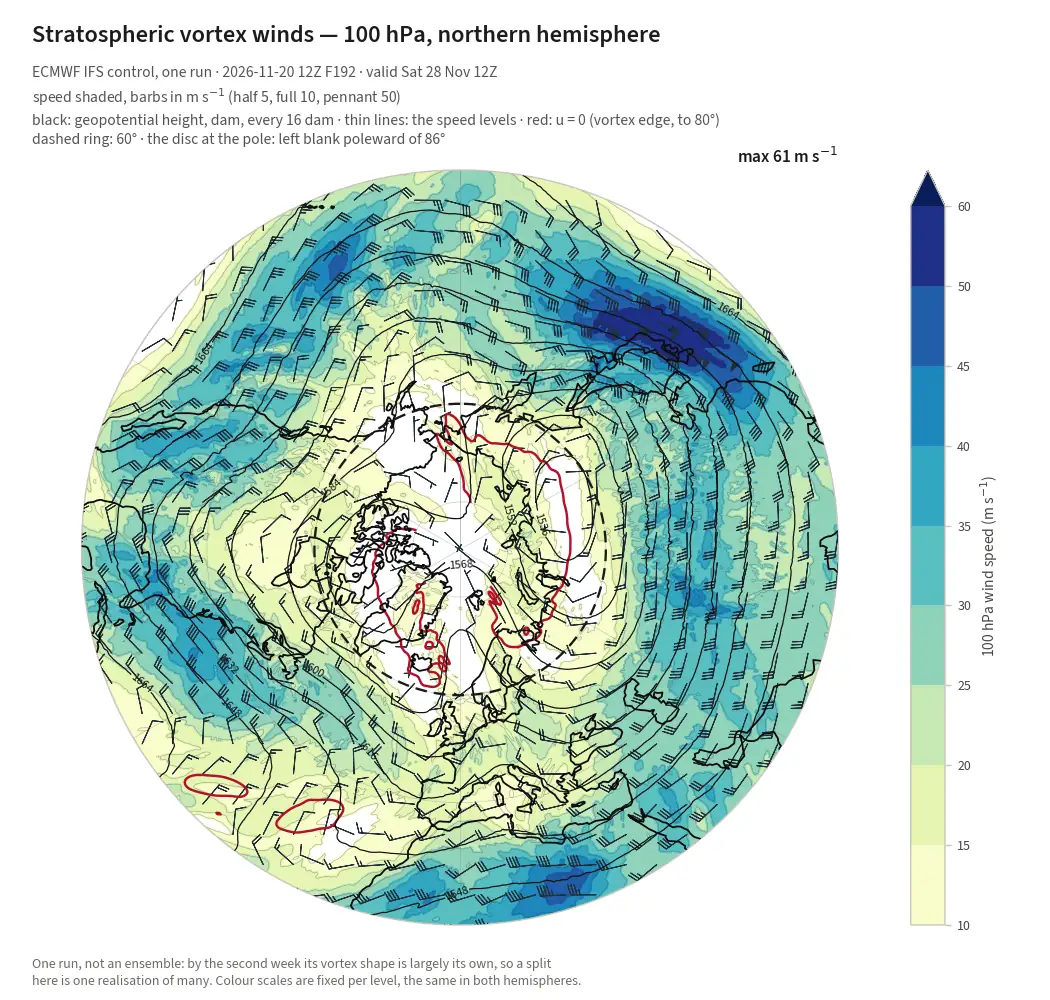 Stratospheric vortex winds — 100 hPa, northern hemisphere
ECMWF IFS control, one run · 2026-11-20 12Z F192 · valid Sat 28 Nov 12Z
speed shaded, barbs in m s⁻¹ (half 5, full 10, pennant 50)
black: geopotential height, dam, every 16 dam · thin lines: the speed levels · red: u = 0 (vortex edge, to 80°)
dashed ring: 60° · the disc at the pole: left blank poleward of 86°
max 61 m s⁻¹
60
50
45
40
35
30
25
20
15
10
100 hPa wind speed (m s⁻¹)
1664
1664
1568
1600
1632
1648
1664
1648
One run, not an ensemble: by the second week its vortex shape is largely its own, so a split
here is one realisation of many. Colour scales are fixed per level, the same in both hemispheres.